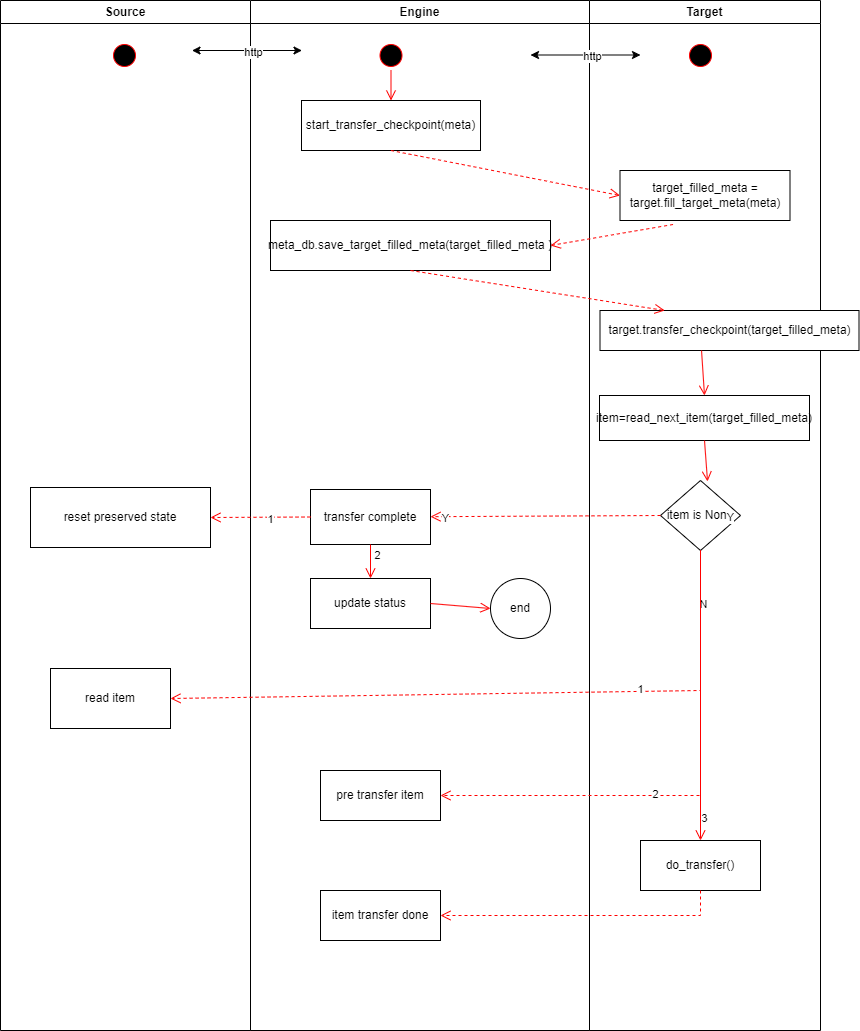 Source
Engine
Target
http
http
start_transfer_checkpoint(meta)
target_filled_meta =
target.fill_target_meta(meta)
meta_db.save_target_filled_meta(target_filled_meta )
target.transfer_checkpoint(target_filled_meta)
item=read_next_item(target_filled_meta)
reset preserved state
1
transfer complete
Y
item is NonY
2
update status
end
N
read item
1
pre transfer item
2
3
do_transfer()
item transfer done